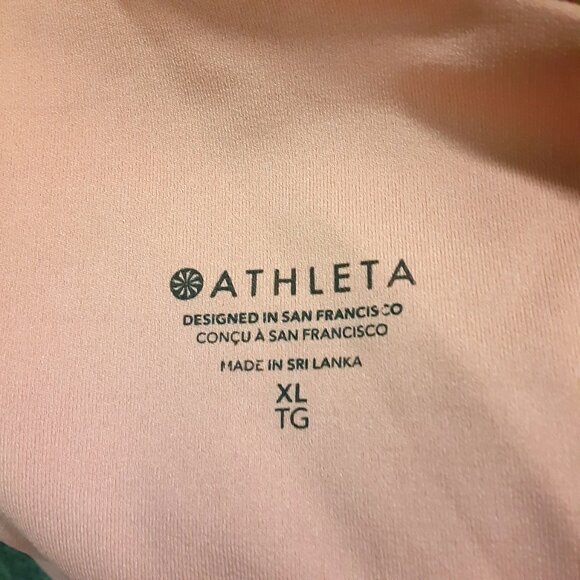 ATHLETA
DESIGNED IN SAN FRANCISCO
CONÇU À SAN FRANCISCO
MADE IN SRI LANKA
XL
TG